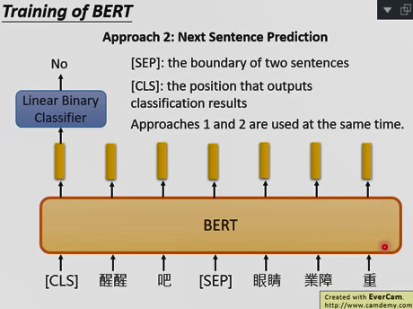 Training of BERT
Approach 2: Next Sentence Prediction
No
[SEP]: the boundary of two sentences
[CLS]: the position that outputs
classification results
Linear Binary
Classifier
Approaches 1 and 2 are used at the same time.
BERT
[CLS] 醒醒 吧 [SEP] 眼睛 業障 重
Created with EverCam.
http://www.camdemy.com